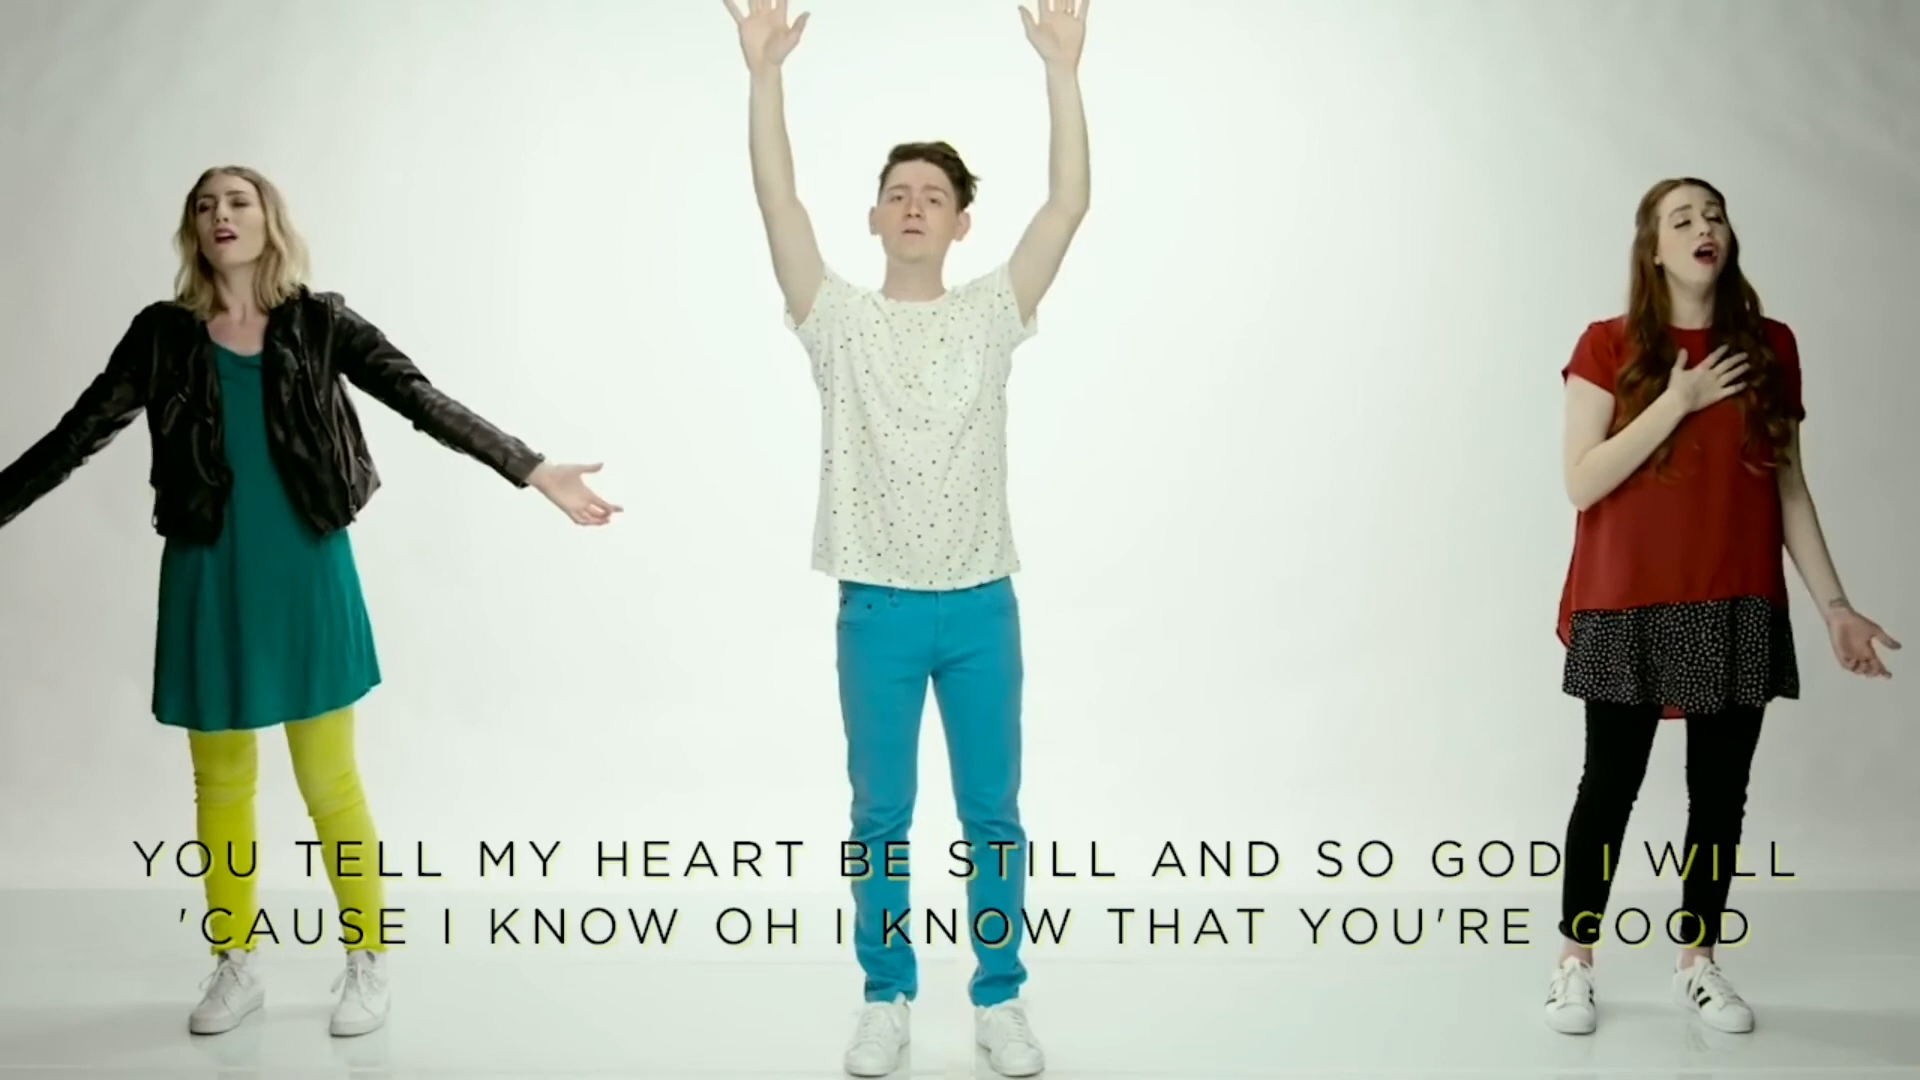 YOU TELL MY HEART BE STILL AND SO GOD I WILL
'CAUSE I KNOW OH I KNOW THAT YOU'RE GOOD